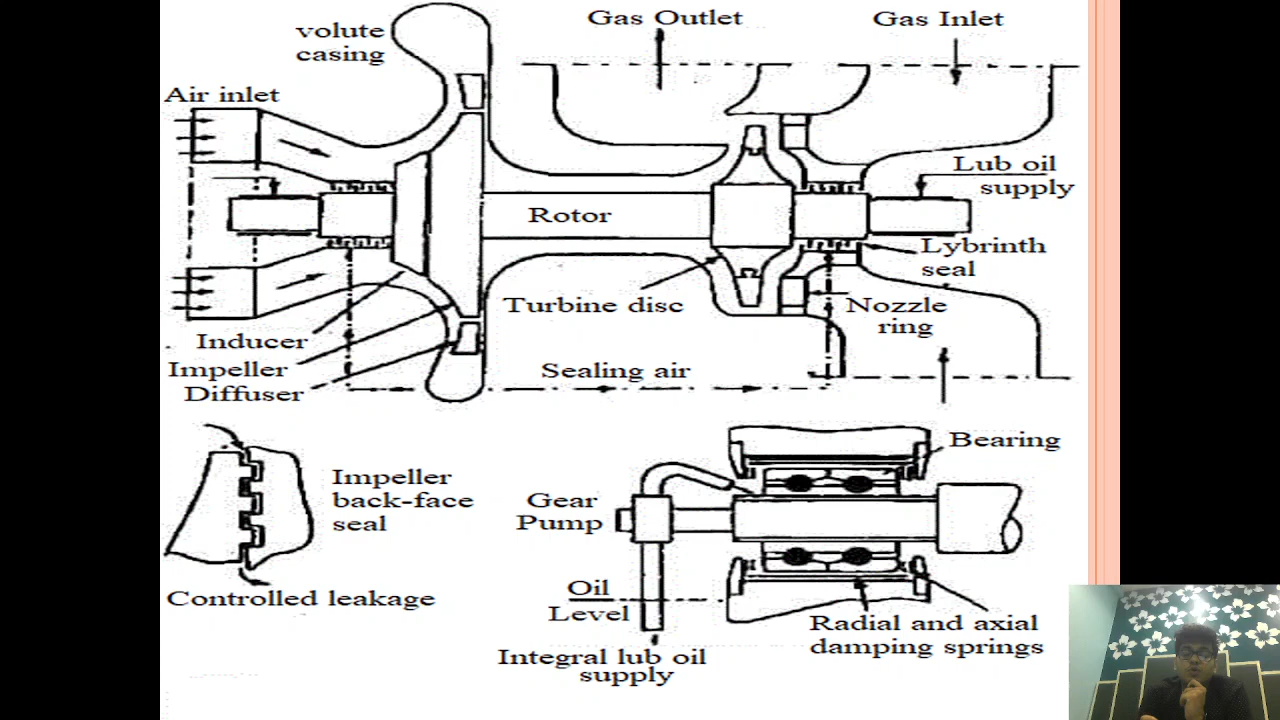 Gas Outlet
Gas Inlet
volute
casing
Air inlet
Lub oil
supply
Rotor
Lybrinth
seal
Turbine disc
Nozzle
ring
Inducer
Impeller
Diffuser
Sealing air
Bearing
Impeller
back-face
seal
Gear
Pump
Controlled leakage
Oil
Level
Radial and axial
damping springs
Integral lub oil
supply